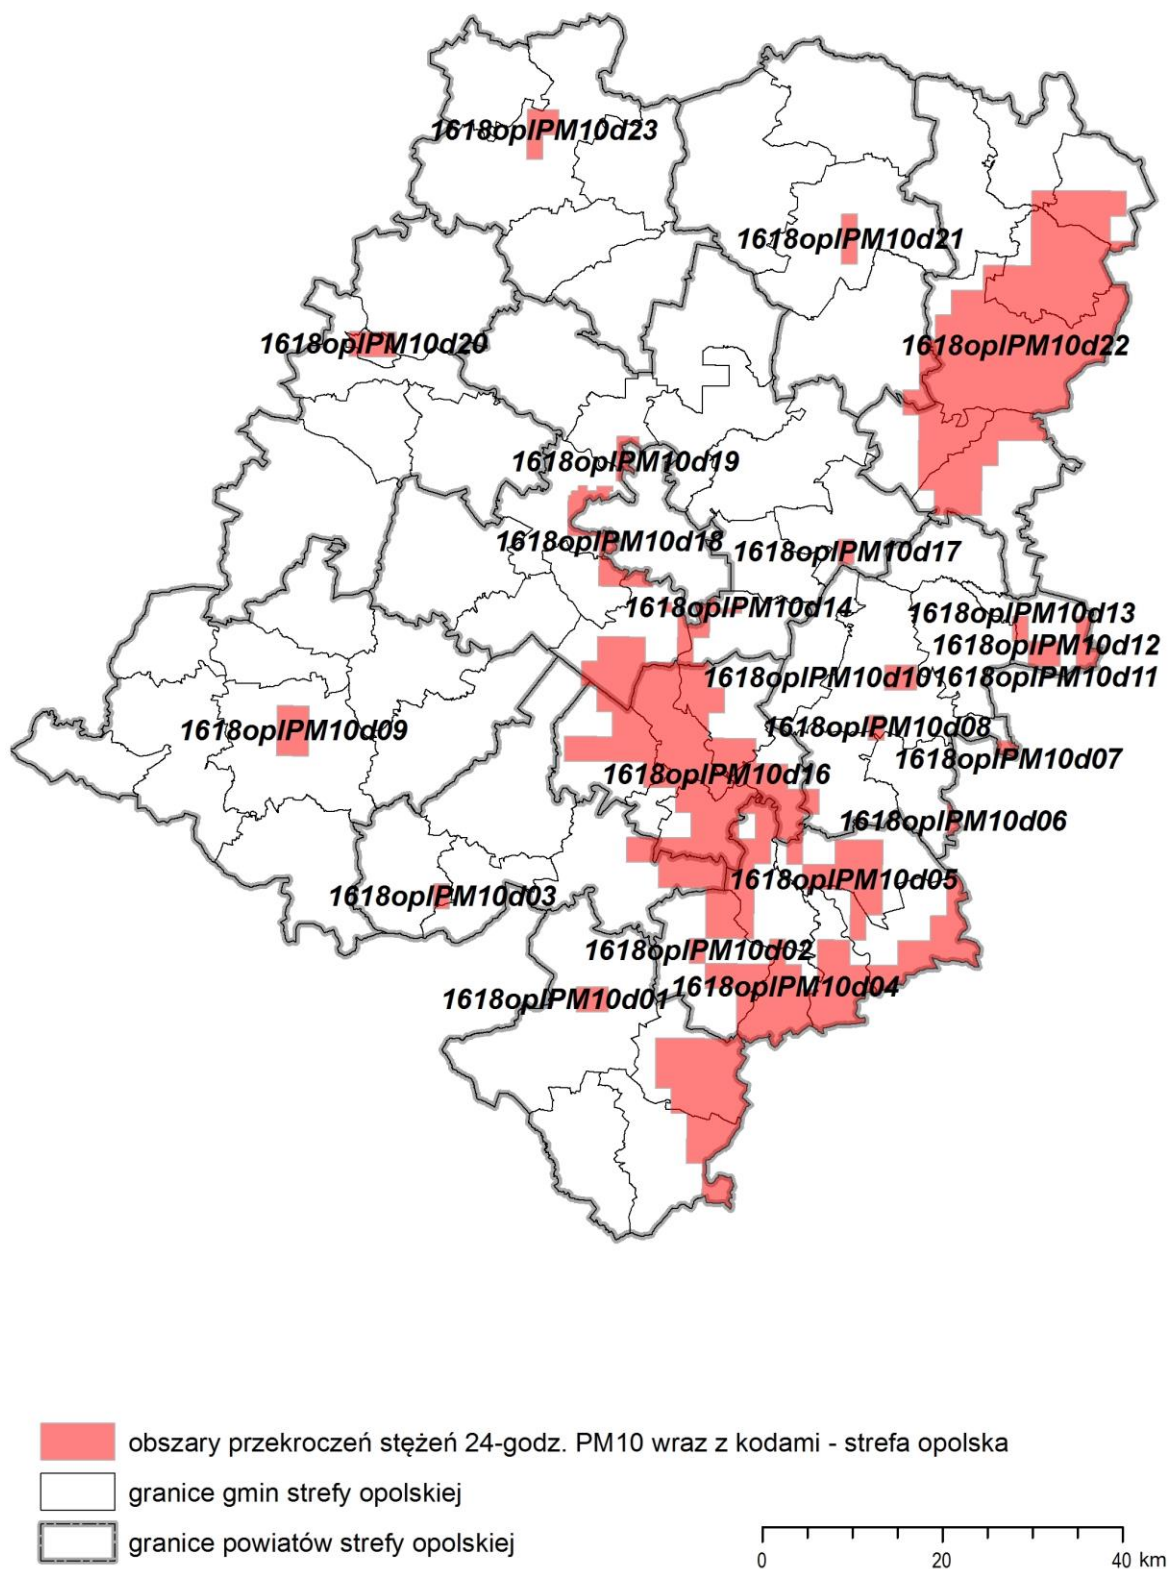 1618oplPM10d23
1618oplPM10d21
1618oplPM10d20
1618oplPM10d22
1618oplPM10d19
1618oplPM10d18
1618oplPM10d17
1618oplPM10d14
1618oplPM10d13
1618oplPM10d12
1618oplPM10d10
1618oplPM10d11
1618oplPM10d09
1618oplPM10d08
1618oplPM10d07
1618oplPM10d16
1618oplPM10d06
1618oplPM10d05
1618oplPM10d03
1618oplPM10d02
1618oplPM10d04
1618oplPM10d01
obszary przekroczeń stężeń 24-godz. PM10 wraz z kodami - strefa opolska
granice gmin strefy opolskiej
granice powiatów strefy opolskiej
0 20 40 km